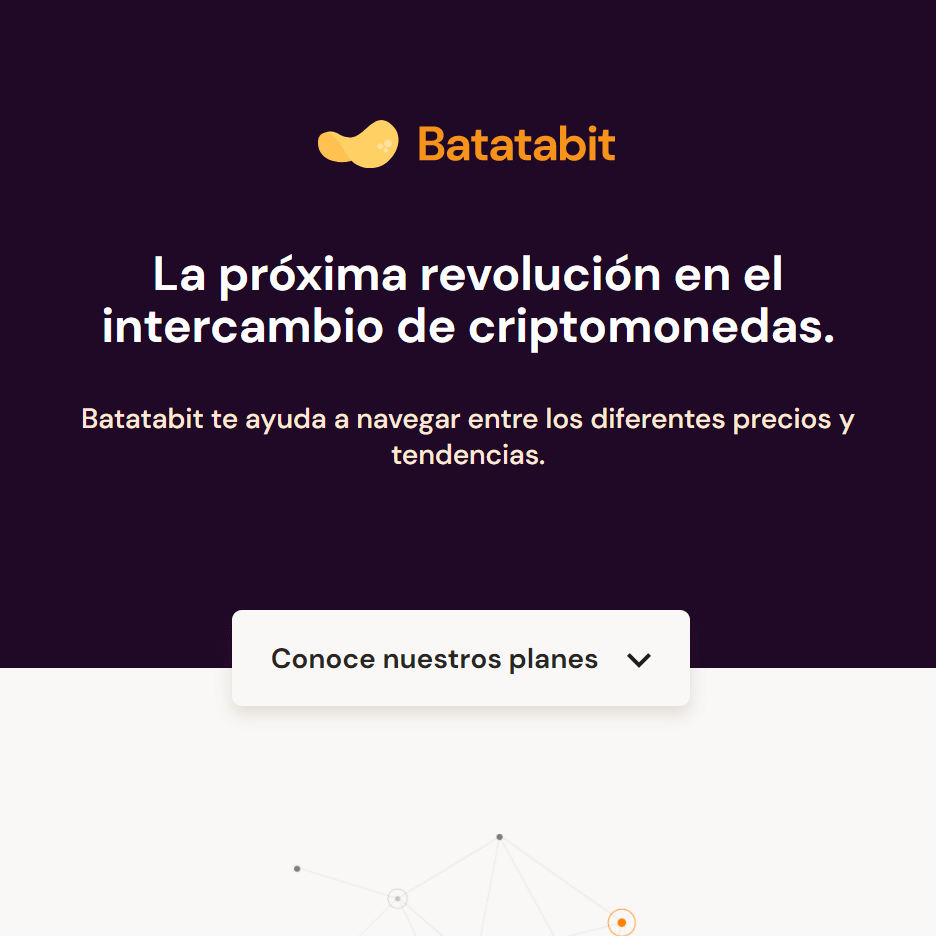 Batatabit
La próxima revolución en el
intercambio de criptomonedas.
Batatabit te ayuda a navegar entre los diferentes precios y
tendencias.
Conoce nuestros planes